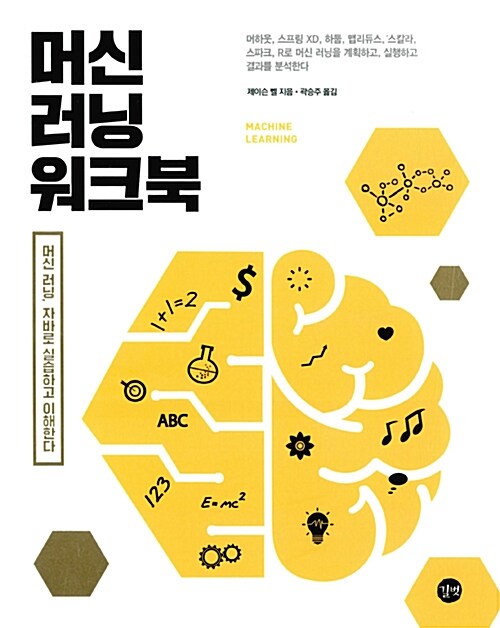 머신
러닝
워크북
머하웃, 스프링 XD, 하둡, 맵리듀스, 스칼라,
스파크, R로 머신 러닝을 계획하고, 실행하고
결과를 분석한다
제이슨 벨 지음 • 곽승주 옮김
MACHINE
LEARNING
머신 러닝, 자바로 실습하고 이해한다
$
1+1=2
ABC
123
E=mc²
길벗